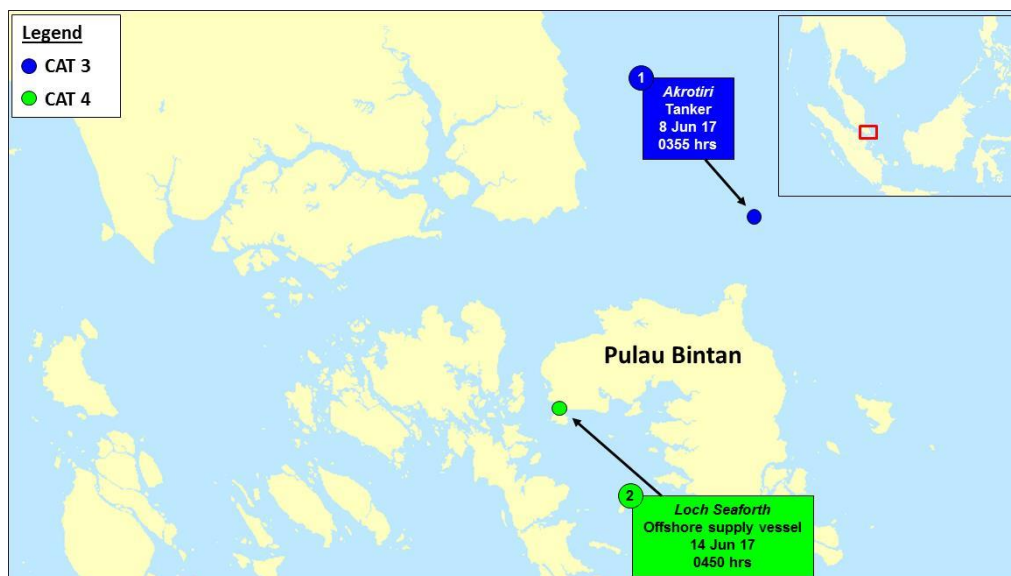 Legend
CAT 3
CAT 4
1
Akrotiri
Tanker
8 Jun 17
0355 hrs
Pulau Bintan
2
Loch Seaforth
Offshore supply vessel
14 Jun 17
0450 hrs